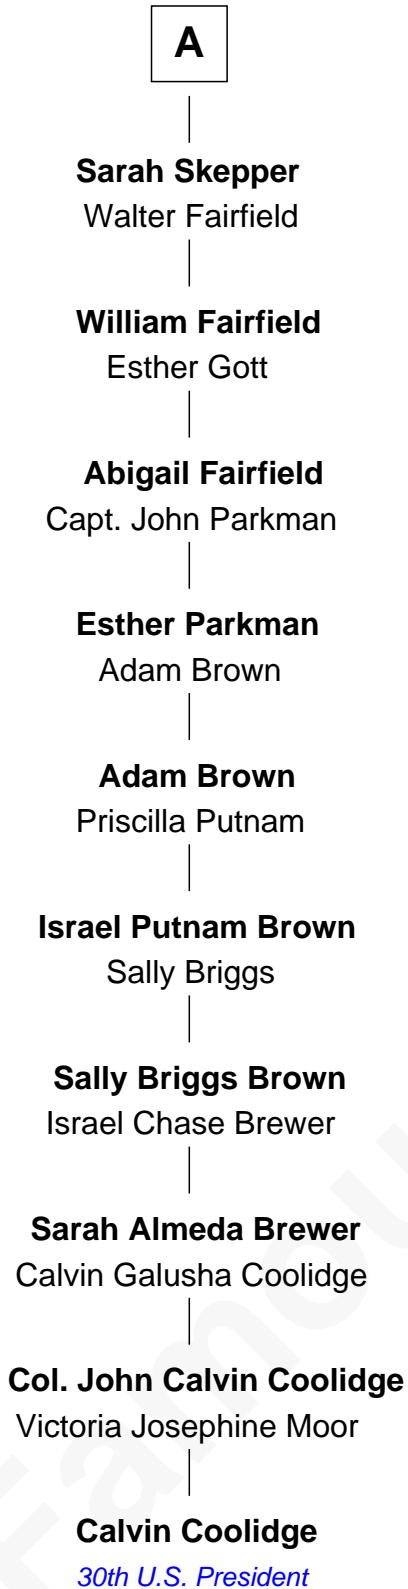 A
Sarah Skepper
Walter Fairfield
William Fairfield
Esther Gott
Abigail Fairfield
Capt. John Parkman
Esther Parkman
Adam Brown
Adam Brown
Priscilla Putnam
Israel Putnam Brown
Sally Briggs
Sally Briggs Brown
Israel Chase Brewer
Sarah Almeda Brewer
Calvin Galusha Coolidge
Col. John Calvin Coolidge
Victoria Josephine Moor
Calvin Coolidge
30th U.S. President